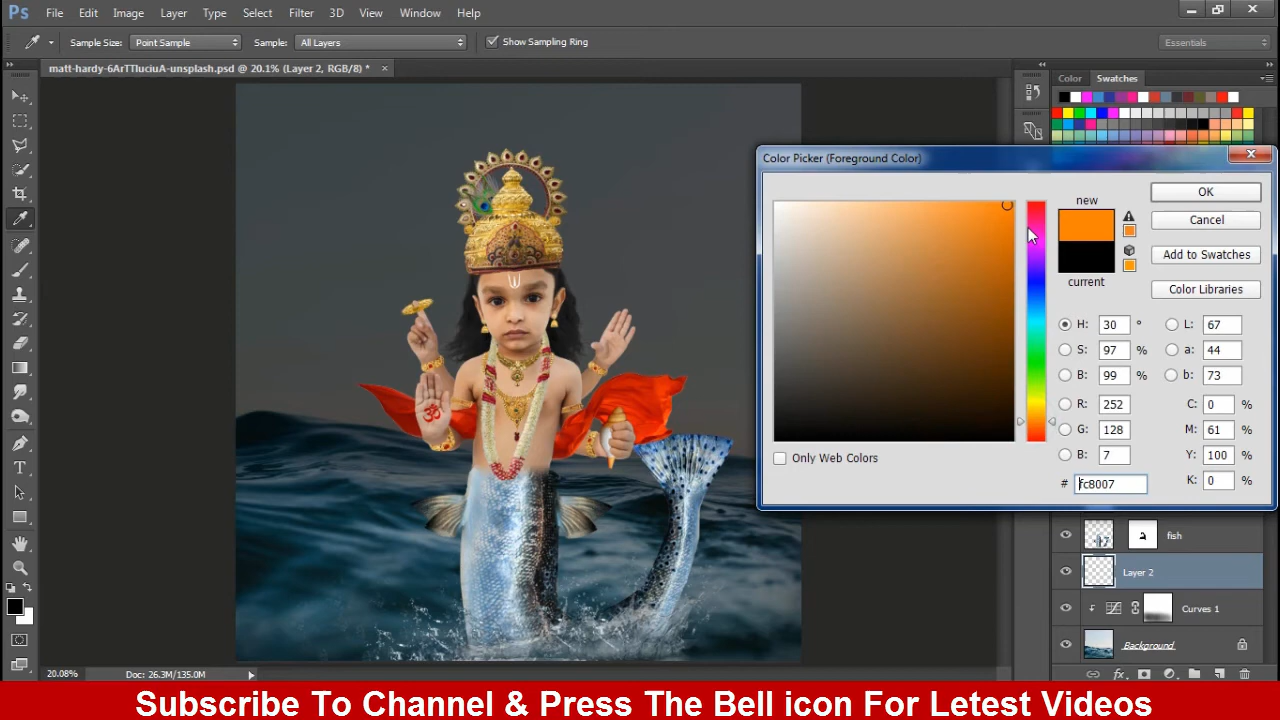 Ps File Edit Image Layer Type Select Filter 3D View Window Help
Sample Size: Point Sample Sample: All Layers Show Sampling Ring Essentials
matt-hardy-6ArTTluciuA-unsplash.psd @ 20.1% (Layer 2, RGB/8) * ×
Color Swatches
Color Picker (Foreground Color)
new
OK
Cancel
Add to Swatches
current
Color Libraries
H: 30 ° L: 67
S: 97 % a: 44
B: 99 % b: 73
R: 252 C: 0 %
G: 128 M: 61 %
B: 7 Y: 100 %
Only Web Colors
# fc8007 K: 0 %
ॐ
fish
Layer 2
Curves 1
Background
20.08% Doc: 26.3M/135.0M
fx
Subscribe To Channel & Press The Bell icon For Letest Videos